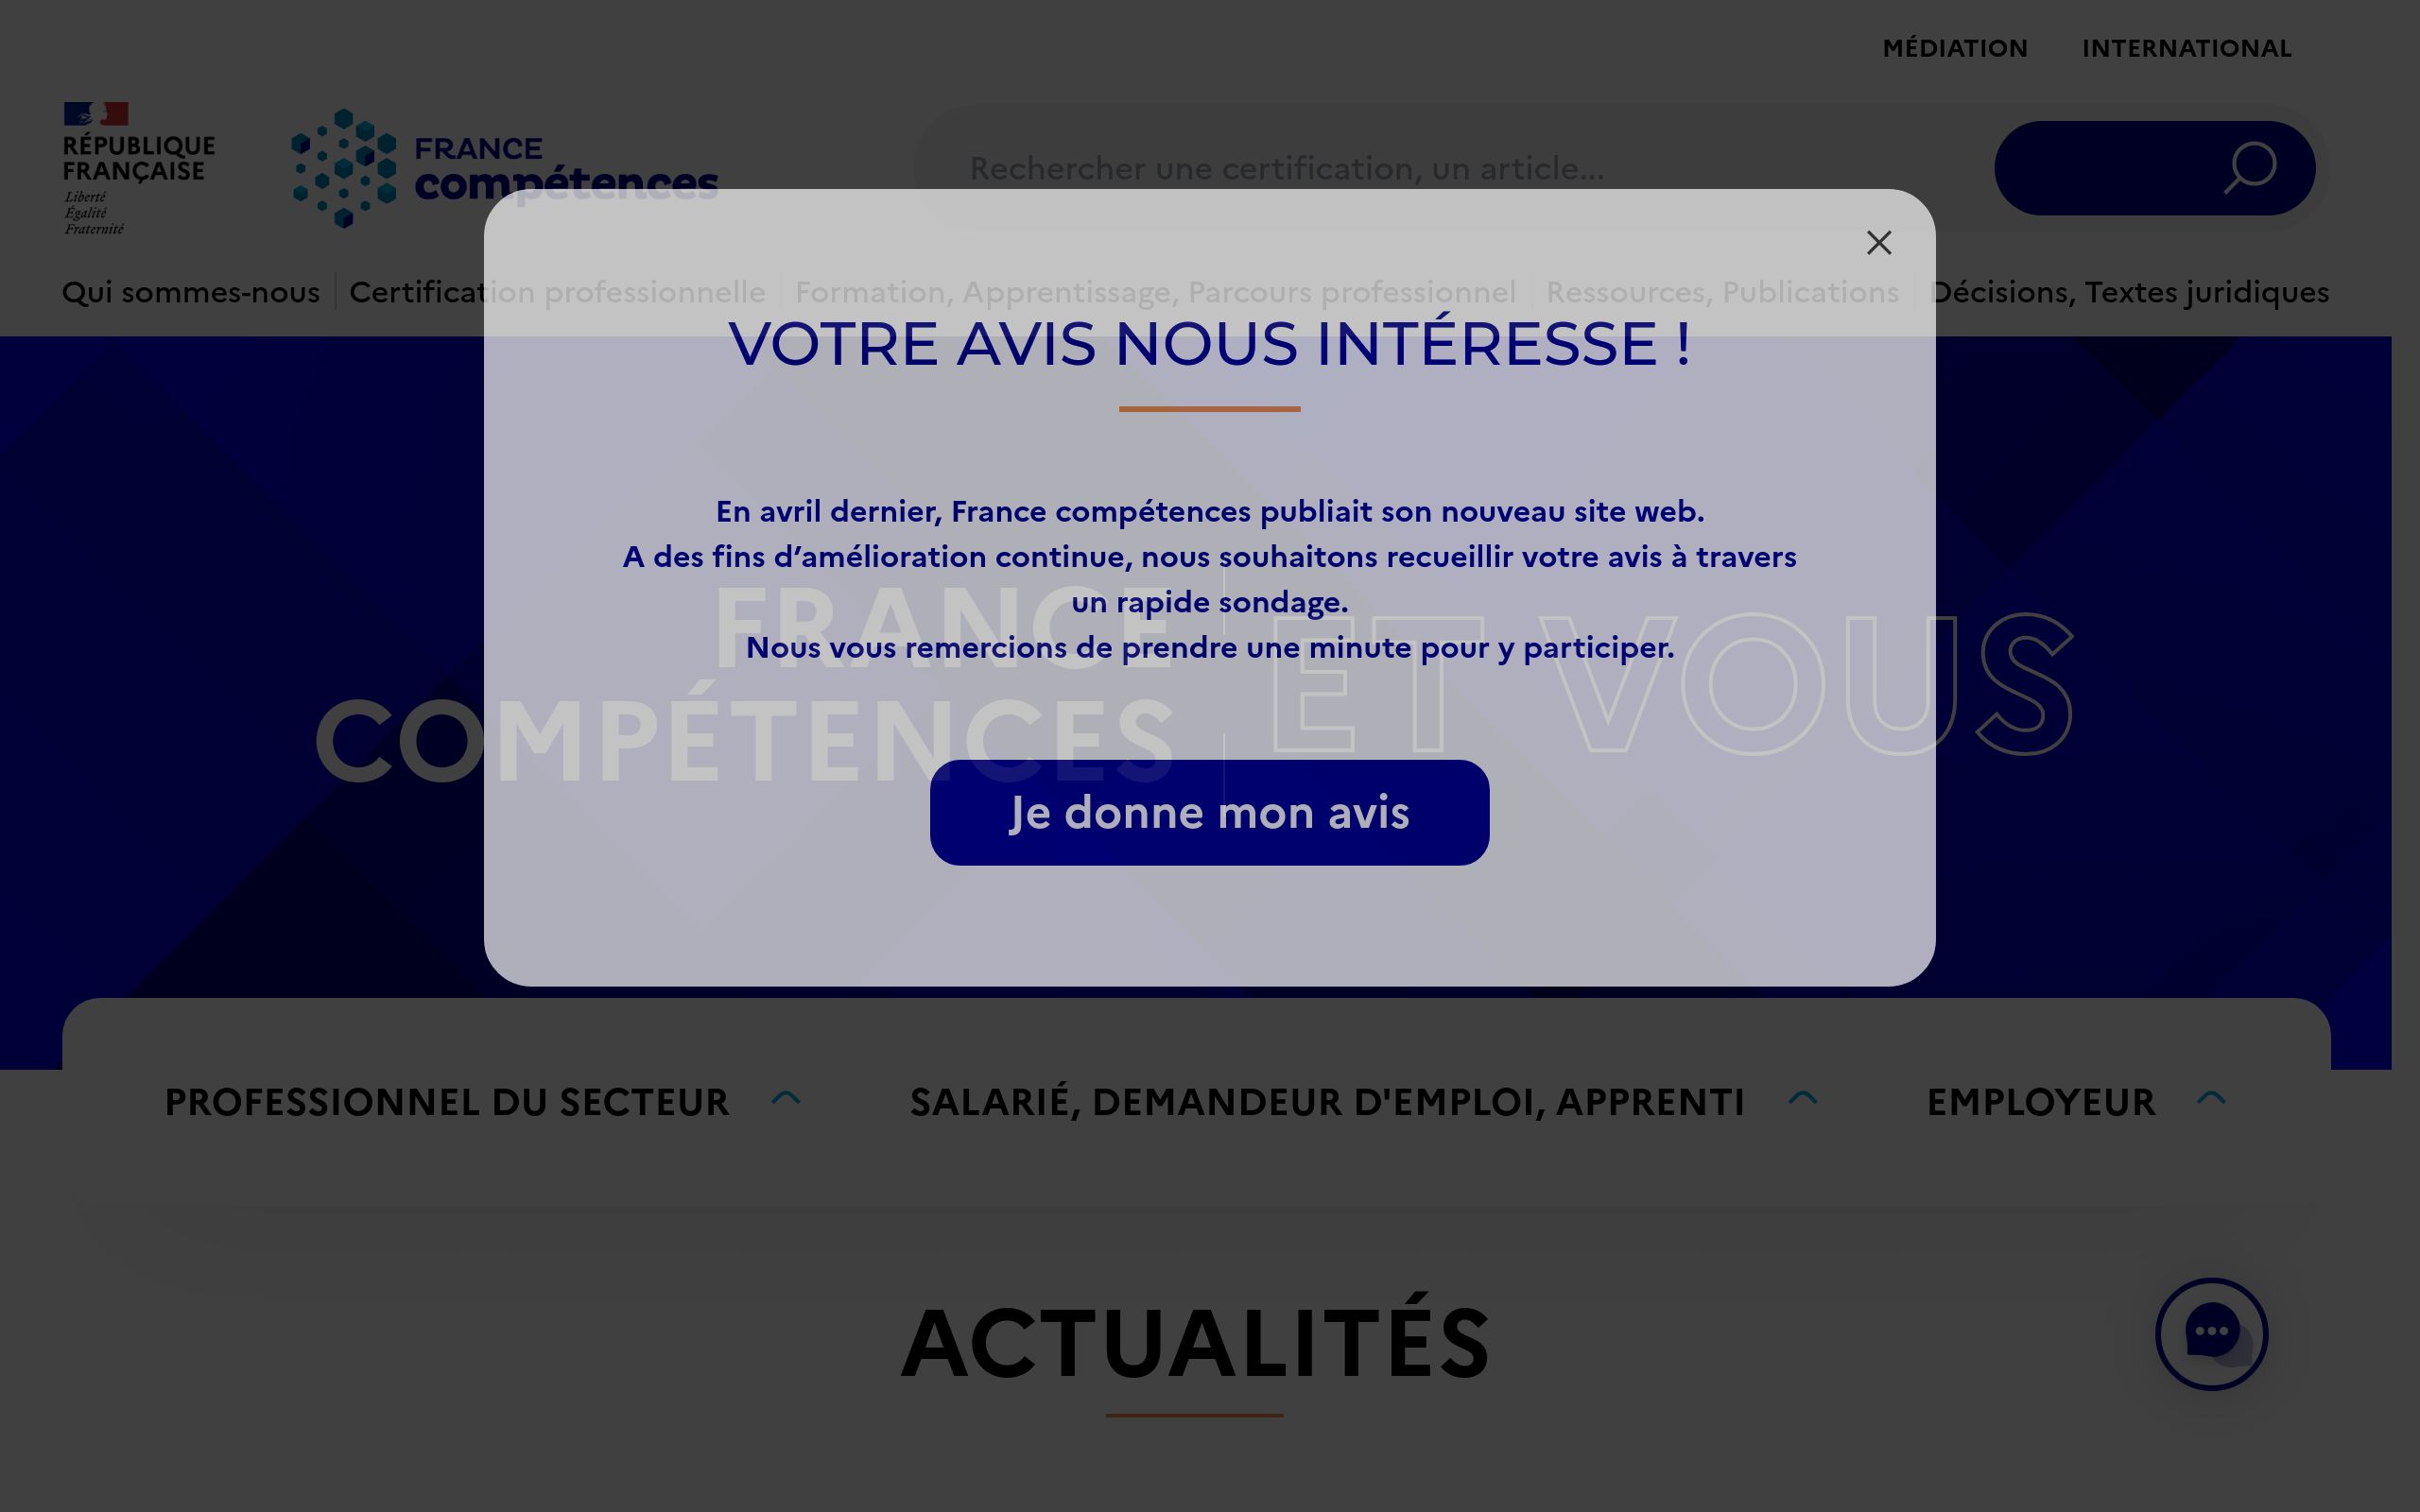 MÉDIATION INTERNATIONAL
RÉPUBLIQUE
FRANÇAISE
Liberté
Égalité
Fraternité
FRANCE
compétences
Rechercher une certification, un article...
Qui sommes-nous Certification professionnelle Formation, Apprentissage, Parcours professionnel Ressources, Publications Décisions, Textes juridiques
VOTRE AVIS NOUS INTÉRESSE !
En avril dernier, France compétences publiait son nouveau site web.
A des fins d’amélioration continue, nous souhaitons recueillir votre avis à travers
un rapide sondage.
Nous vous remercions de prendre une minute pour y participer.
FRANCE
COMPÉTENCES
ET VOUS
Je donne mon avis
PROFESSIONNEL DU SECTEUR SALARIÉ, DEMANDEUR D'EMPLOI, APPRENTI EMPLOYEUR
ACTUALITÉS